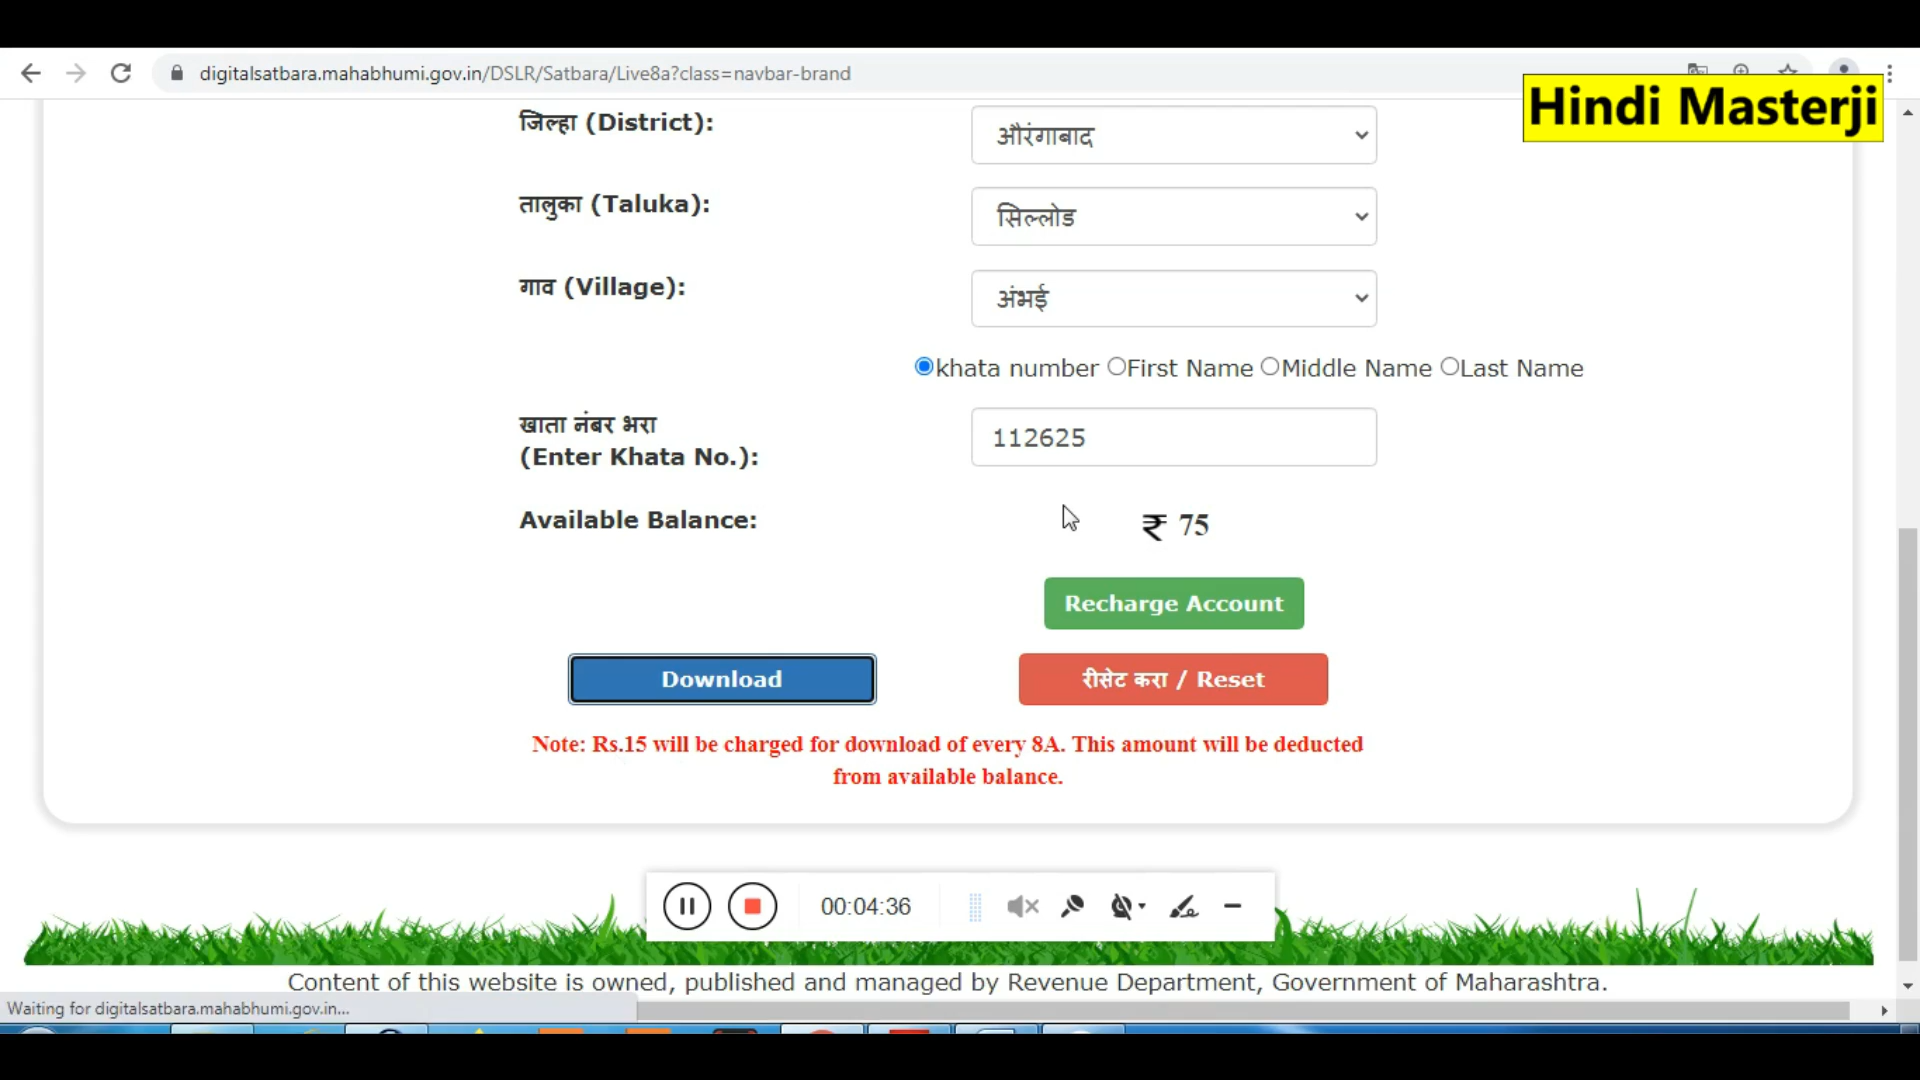 digitalsatbara.mahabhumi.gov.in/DSLR/Satbara/Live8a?class=navbar-brand
Hindi Masterji
जिल्हा (District):
औरंगाबाद
तालुका (Taluka):
सिल्लोड
गाव (Village):
अंभई
khata number First Name Middle Name Last Name
खाता नंबर भरा
(Enter Khata No.):
112625
Available Balance:
₹ 75
Recharge Account
Download
रीसेट करा / Reset
Note: Rs.15 will be charged for download of every 8A. This amount will be deducted
from available balance.
00:04:36
Content of this website is owned, published and managed by Revenue Department, Government of Maharashtra.
Waiting for digitalsatbara.mahabhumi.gov.in...